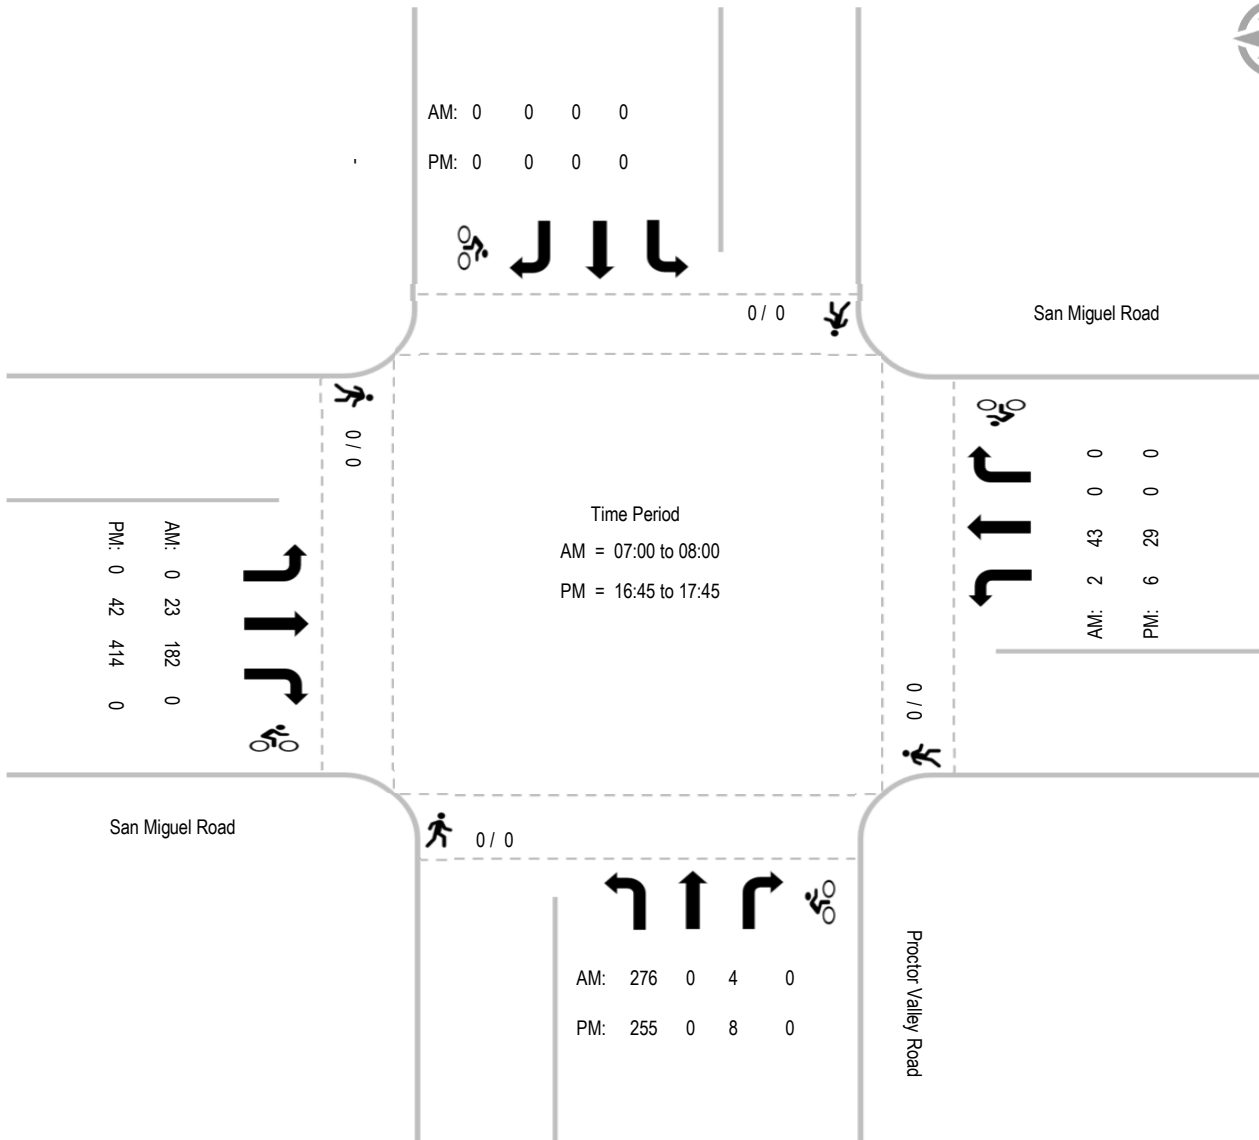 AM: 0 0 0 0
PM: 0 0 0 0
0 / 0
San Miguel Road
0 / 0
Time Period
AM = 07:00 to 08:00
PM = 16:45 to 17:45
AM: 0 23 182 0
PM: 0 42 414 0
AM: 2 43 0 0
PM: 6 29 0 0
0 / 0
San Miguel Road
0 / 0
AM: 276 0 4 0
PM: 255 0 8 0
Proctor Valley Road